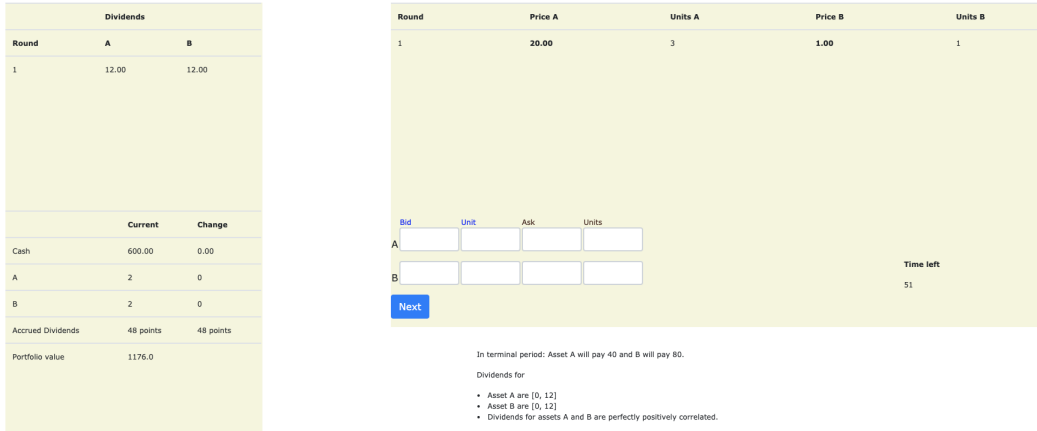 Dividends
Round A B
1 12.00 12.00
Current Change
Cash 600.00 0.00
A 2 0
B 2 0
Accrued Dividends 48 points 48 points
Portfolio value 1176.0
Round Price A Units A Price B Units B
1 20.00 3 1.00 1
Bid Unit Ask Units
A
B
Next
Time left
51
In terminal period: Asset A will pay 40 and B will pay 80.
Dividends for
• Asset A are [0, 12]
• Asset B are [0, 12]
• Dividends for assets A and B are perfectly positively correlated.